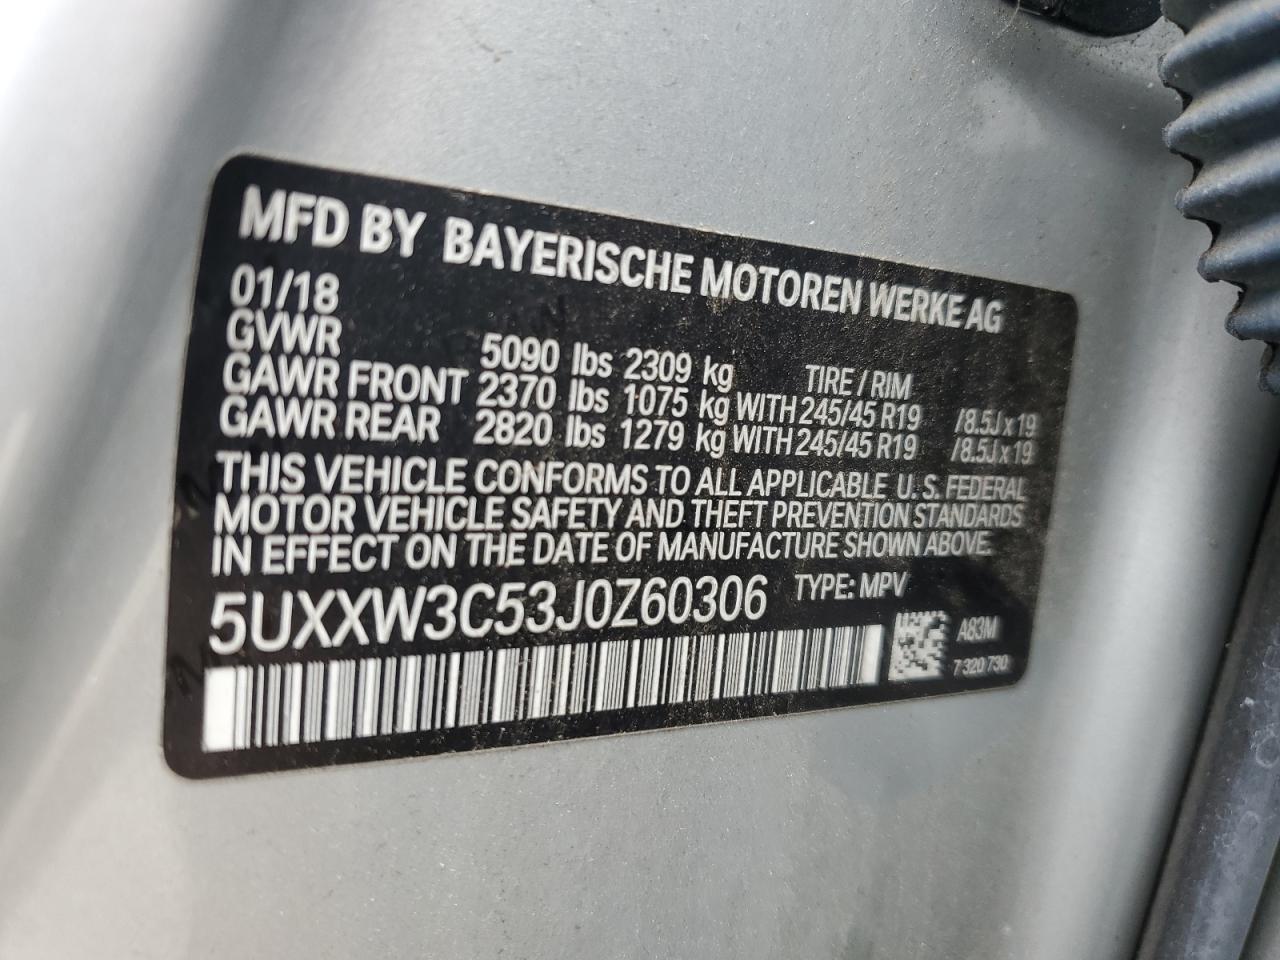 MFD BY BAYERISCHE MOTOREN WERKE AG
01/18
GVWR 5090 lbs 2309 kg TIRE / RIM
GAWR FRONT 2370 lbs 1075 kg WITH 245/45 R19 /8.5J x 19
GAWR REAR 2820 lbs 1279 kg WITH 245/45 R19 /8.5J x 19
THIS VEHICLE CONFORMS TO ALL APPLICABLE U. S. FEDERAL
MOTOR VEHICLE SAFETY AND THEFT PREVENTION STANDARDS
IN EFFECT ON THE DATE OF MANUFACTURE SHOWN ABOVE.
5UXXW3C53J0Z60306 TYPE: MPV
A83M
7 320 730